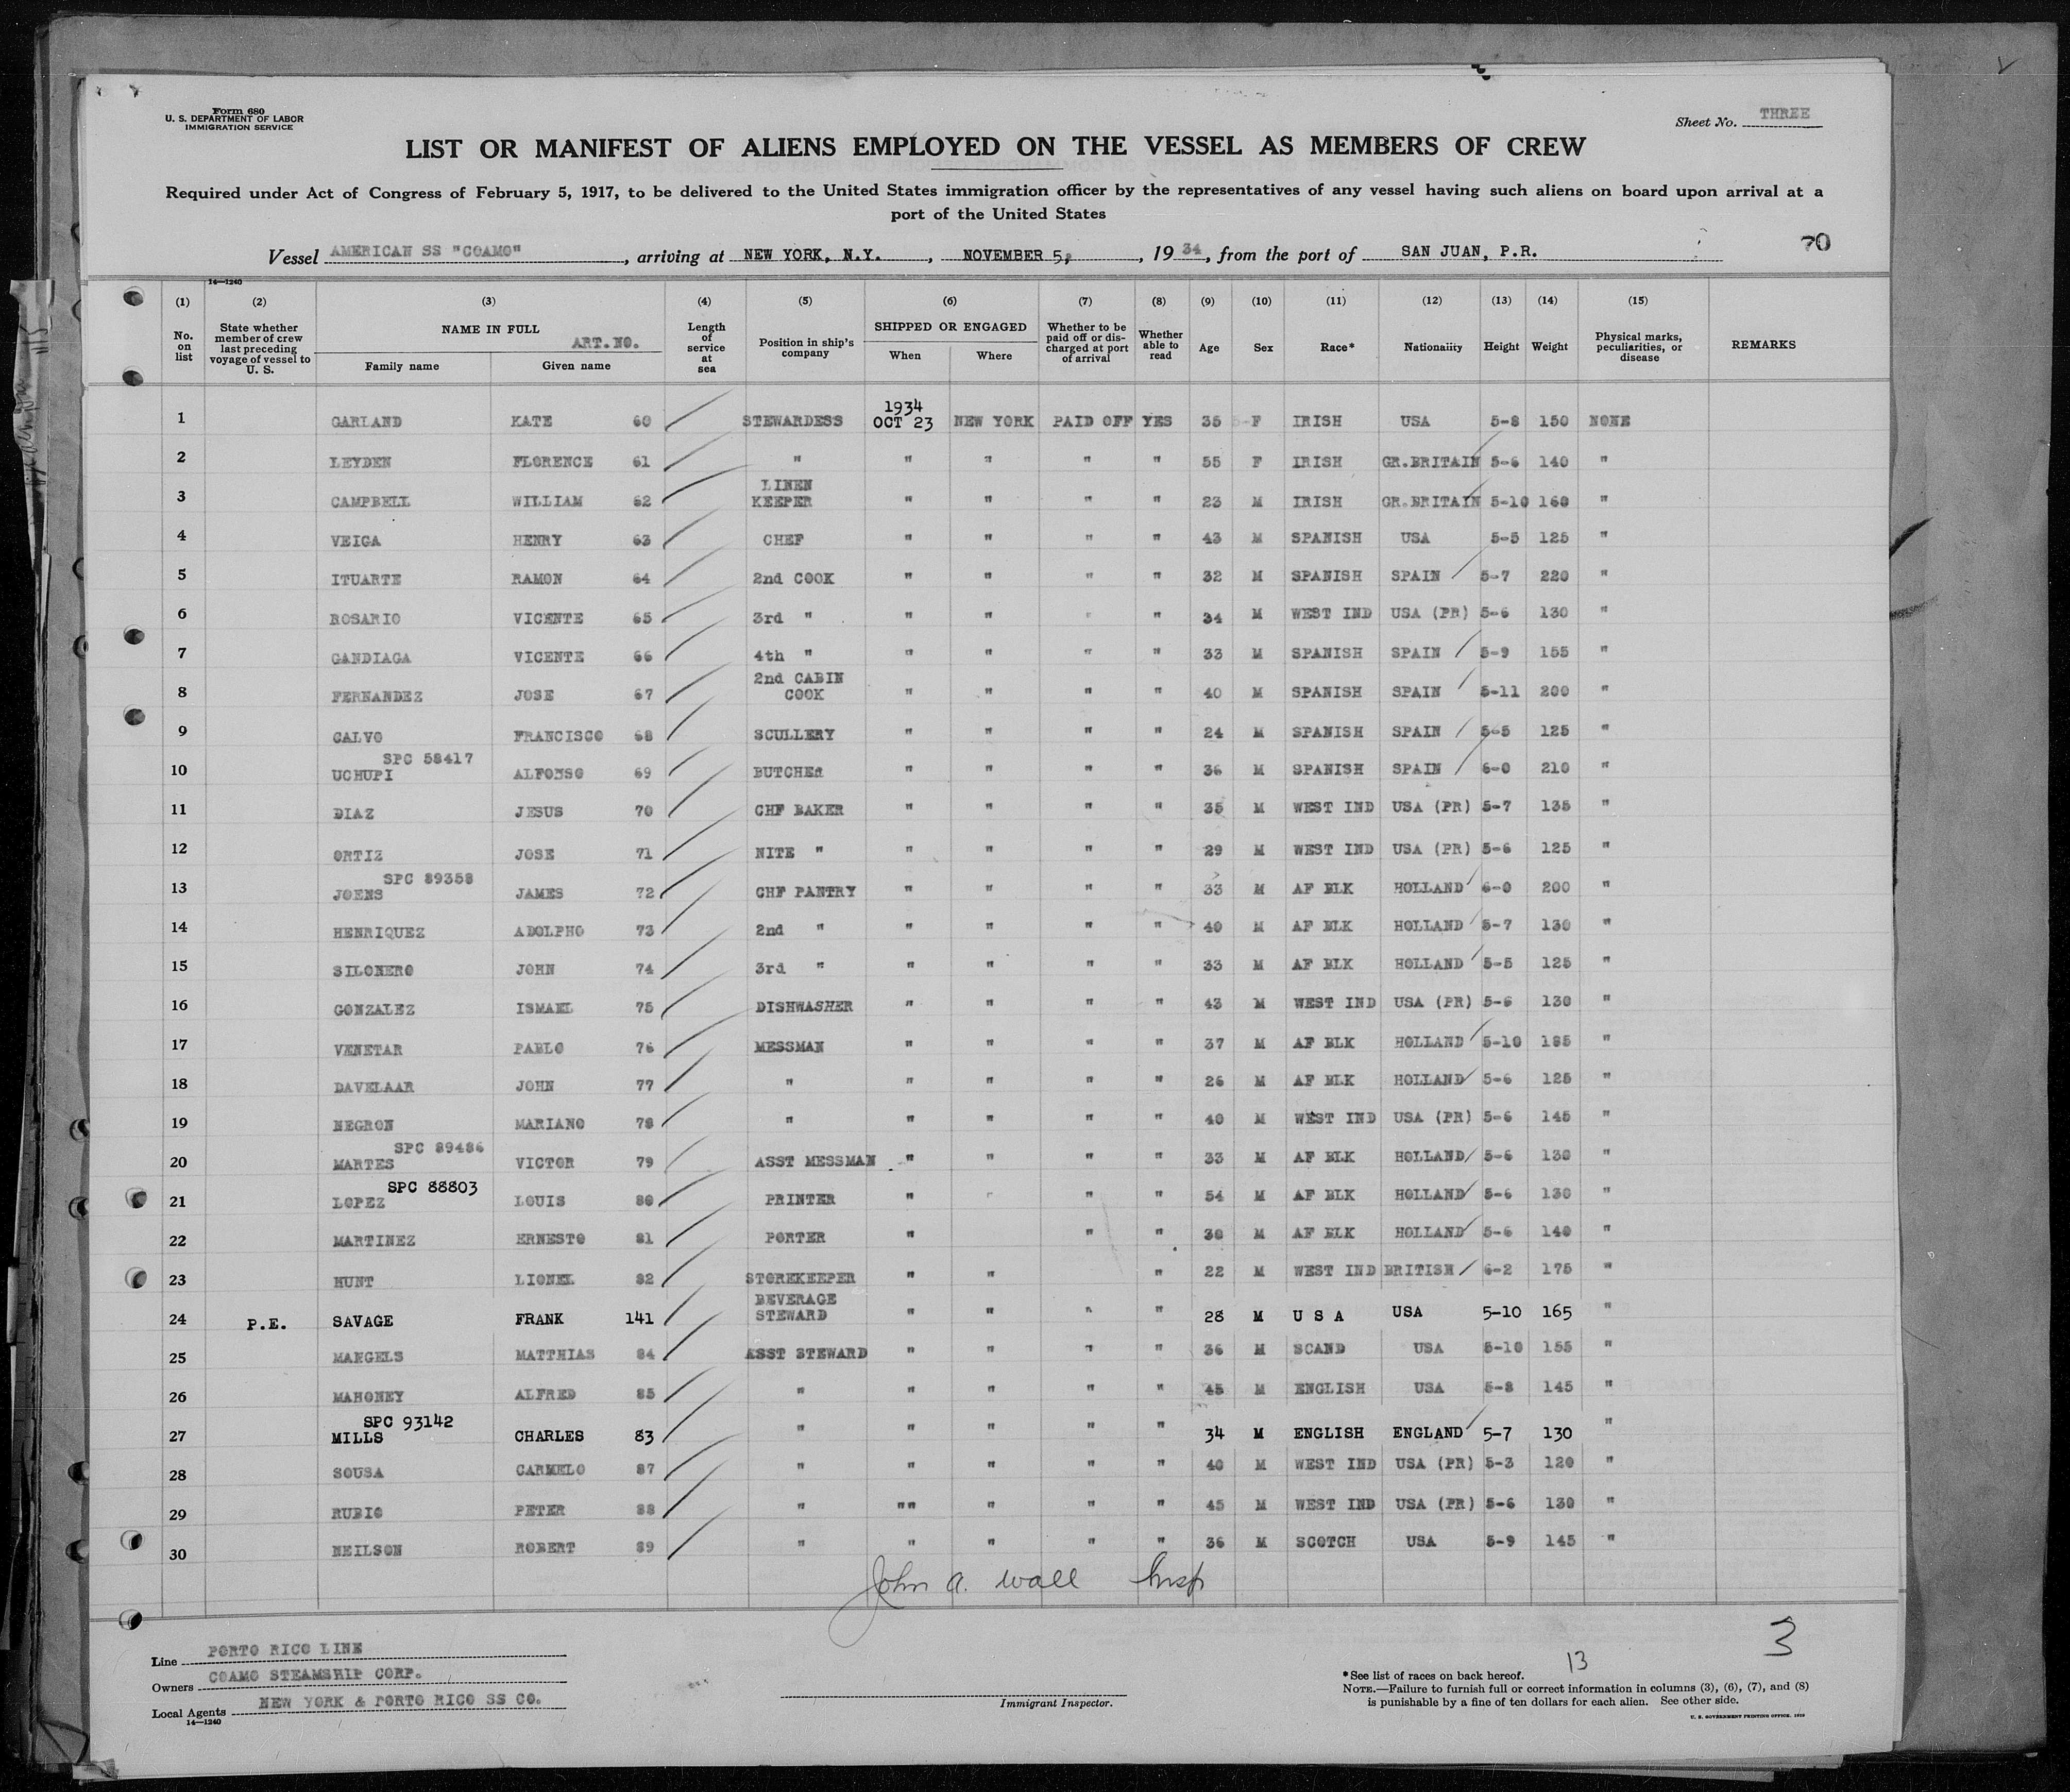 Form 680
U. S. DEPARTMENT OF LABOR
IMMIGRATION SERVICE
Sheet No. THREE
LIST OR MANIFEST OF ALIENS EMPLOYED ON THE VESSEL AS MEMBERS OF CREW
Required under Act of Congress of February 5, 1917, to be delivered to the United States immigration officer by the representatives of any vessel having such aliens on board upon arrival at a
port of the United States
Vessel AMERICAN SS "COAMO", arriving at NEW YORK, N.Y., NOVEMBER 5, 1934, from the port of SAN JUAN, P.R.
70
14—1240
(1) (2) (3) (4) (5) (6) (7) (8) (9) (10) (11) (12) (13) (14) (15)
No. on list
State whether member of crew last preceding voyage of vessel to U. S.
NAME IN FULL ART.NO.
Family name Given name
Length of service at sea
Position in ship's company
SHIPPED OR ENGAGED
When Where
Whether to be paid off or discharged at port of arrival
Whether able to read
Age Sex Race* Nationality Height Weight
Physical marks, peculiarities, or disease
REMARKS
1934
1 GARLAND KATE 60 STEWARDESS OCT 23 NEW YORK PAID OFF YES 35 F IRISH USA 5-8 150 NONE
2 LEYDEN FLORENCE 61 " " " " " 55 F IRISH GR.BRITAIN 5-6 140 "
3 CAMPBELL WILLIAM 62 LINEN KEEPER " " " " 23 M IRISH GR.BRITAIN 5-10 160 "
4 VEIGA HENRY 63 CHEF " " " " 43 M SPANISH USA 5-5 125 "
5 ITUARTE RAMON 64 2nd COOK " " " " 32 M SPANISH SPAIN 5-7 220 "
6 ROSARIO VICENTE 65 3rd " " " " " 34 M WEST IND USA (PR) 5-6 130 "
7 GANDIAGA VICENTE 66 4th " " " " " 33 M SPANISH SPAIN 5-9 155 "
8 FERNANDEZ JOSE 67 2nd CABIN COOK " " " " 40 M SPANISH SPAIN 5-11 200 "
9 CALVO FRANCISCO 68 SCULLERY " " " " 24 M SPANISH SPAIN 5-5 125 "
SPC 58417
10 UCHUPI ALFONSO 69 BUTCHER " " " " 36 M SPANISH SPAIN 6-0 210 "
11 DIAZ JESUS 70 CHF BAKER " " " " 35 M WEST IND USA (PR) 5-7 135 "
12 ORTIZ JOSE 71 NITE " " " " " 29 M WEST IND USA (PR) 5-6 125 "
SPC 89358
13 JOENS JAMES 72 CHF PANTRY " " " " 33 M AF BLK HOLLAND 6-0 200 "
14 HENRIQUEZ ADOLPHO 73 2nd " " " " " 40 M AF BLK HOLLAND 5-7 130 "
15 SILONERO JOHN 74 3rd " " " " " 33 M AF BLK HOLLAND 5-5 125 "
16 GONZALEZ ISMAEL 75 DISHWASHER " " " " 43 M WEST IND USA (PR) 5-6 130 "
17 VENETAR PABLO 76 MESSMAN " " " " 37 M AF BLK HOLLAND 5-10 185 "
18 DAVELAAR JOHN 77 " " " " " 26 M AF BLK HOLLAND 5-6 125 "
19 NEGRON MARIANO 78 " " " " " 40 M WEST IND USA (PR) 5-6 145 "
SPC 89486
20 MARTES VICTOR 79 ASST MESSMAN " " " " 33 M AF BLK HOLLAND 5-6 130 "
SPC 88803
21 LOPEZ LOUIS 80 PRINTER " " " " 54 M AF BLK HOLLAND 5-6 130 "
22 MARTINEZ ERNESTO 81 PORTER " " " 30 M AF BLK HOLLAND 5-6 140 "
23 HUNT LIONEL 82 STOREKEEPER " " " 22 M WEST IND BRITISH 6-2 175 "
24 P.E. SAVAGE FRANK 141 BEVERAGE STEWARD " " " " 28 M U S A USA 5-10 165 "
25 MANGELS MATTHIAS 84 ASST STEWARD " " " " 36 M SCAND USA 5-10 155 "
26 MAHONEY ALFRED 85 " " " " " 45 M ENGLISH USA 5-8 145 "
SPC 93142
27 MILLS CHARLES 83 " " " " " 34 M ENGLISH ENGLAND 5-7 130 "
28 SOUSA CARMELO 87 " " " " " 40 M WEST IND USA (PR) 5-3 120 "
29 RUBIO PETER 88 " "" " " " 45 M WEST IND USA (PR) 5-6 130 "
30 NEILSON ROBERT 89 " " " " " 36 M SCOTCH USA 5-9 145 "
John A. Wall Insp
3
Line PORTO RICO LINE
Owners COAMO STEAMSHIP CORP.
Local Agents NEW YORK & PORTO RICO SS CO.
14—1240
Immigrant Inspector.
13
*See list of races on back hereof.
NOTE.—Failure to furnish full or correct information in columns (3), (6), (7), and (8)
is punishable by a fine of ten dollars for each alien. See other side.
U. S. GOVERNMENT PRINTING OFFICE.